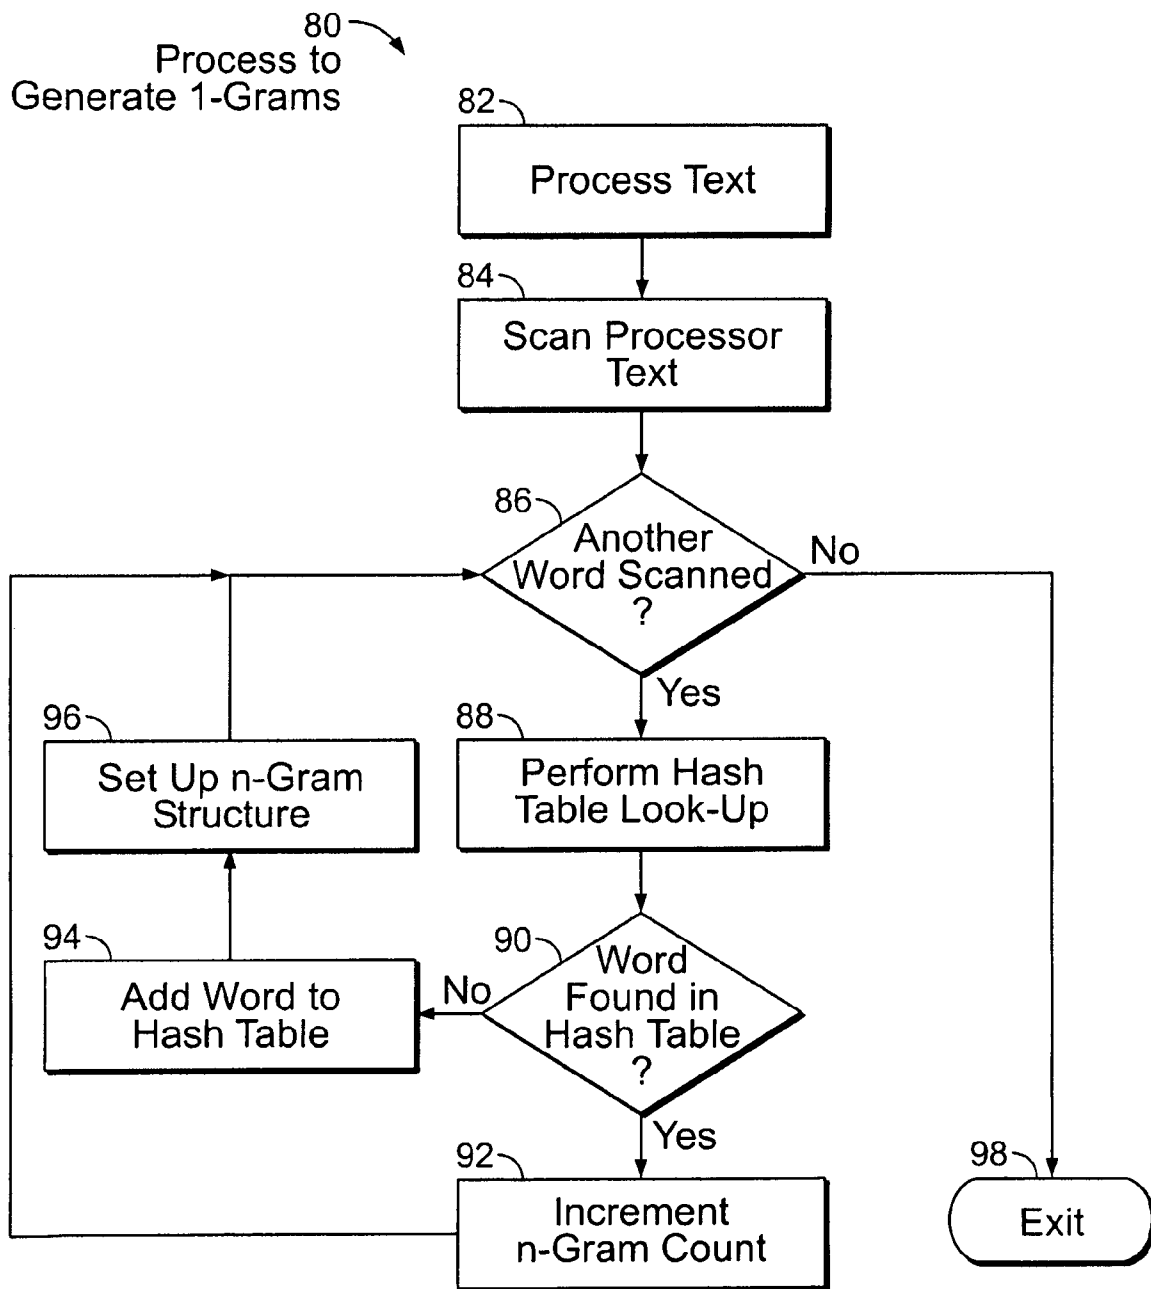 80
Process to
Generate 1-Grams
82
Process Text
84
Scan Processor
Text
86
Another
Word Scanned
?
No
Yes
96
Set Up n-Gram
Structure
88
Perform Hash
Table Look-Up
94
Add Word to
Hash Table
No
90
Word
Found in
Hash Table
?
Yes
92
Increment
n-Gram Count
98
Exit